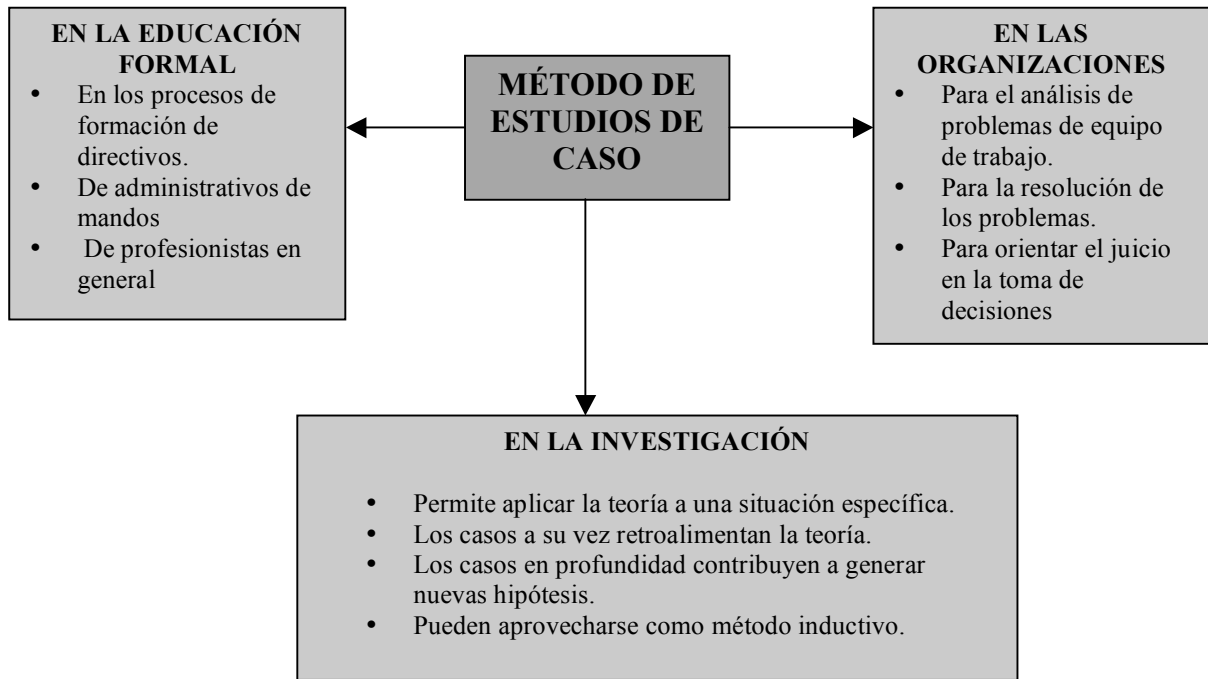 EN LA EDUCACIÓN
FORMAL
• En los procesos de
formación de
directivos.
• De administrativos de
mandos
• De profesionistas en
general
MÉTODO DE
ESTUDIOS DE
CASO
EN LAS
ORGANIZACIONES
• Para el análisis de
problemas de equipo
de trabajo.
• Para la resolución de
los problemas.
• Para orientar el juicio
en la toma de
decisiones
EN LA INVESTIGACIÓN
• Permite aplicar la teoría a una situación específica.
• Los casos a su vez retroalimentan la teoría.
• Los casos en profundidad contribuyen a generar
nuevas hipótesis.
• Pueden aprovecharse como método inductivo.